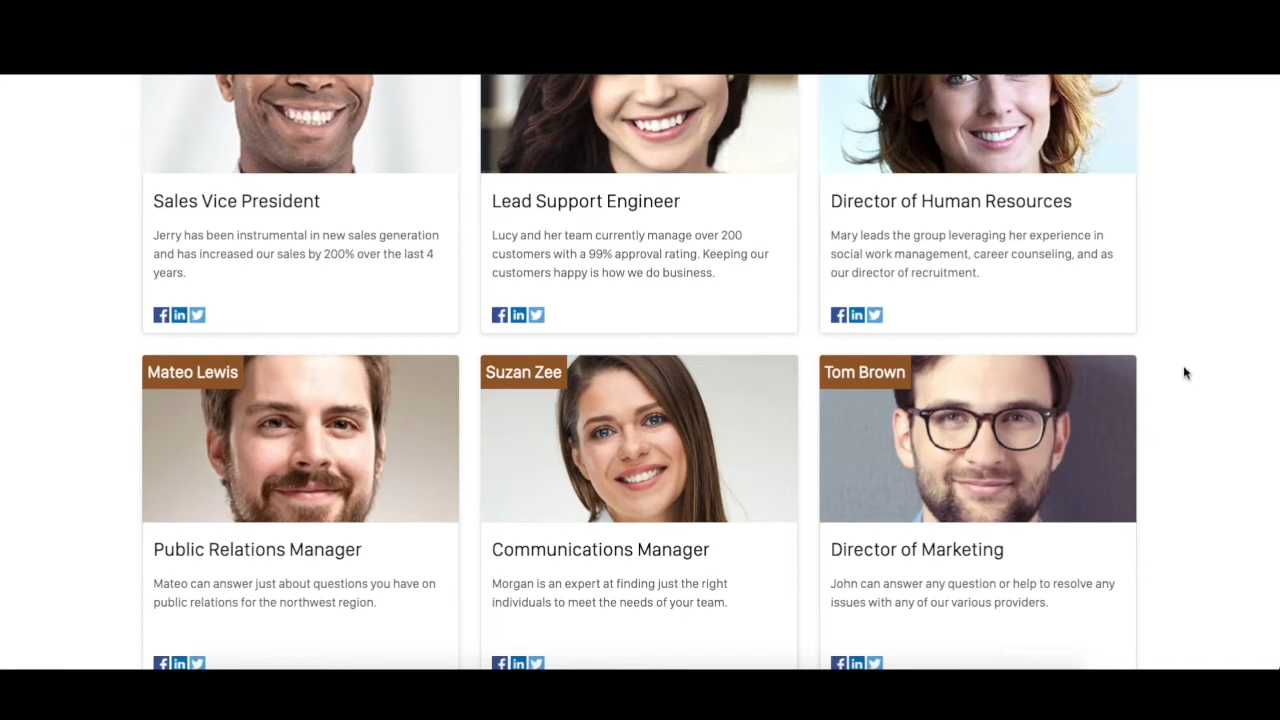 Sales Vice President
Jerry has been instrumental in new sales generation
and has increased our sales by 200% over the last 4
years.
Lead Support Engineer
Lucy and her team currently manage over 200
customers with a 99% approval rating. Keeping our
customers happy is how we do business.
Director of Human Resources
Mary leads the group leveraging her experience in
social work management, career counseling, and as
our director of recruitment.
Mateo Lewis
Public Relations Manager
Mateo can answer just about questions you have on
public relations for the northwest region.
Suzan Zee
Communications Manager
Morgan is an expert at finding just the right
individuals to meet the needs of your team.
Tom Brown
Director of Marketing
John can answer any question or help to resolve any
issues with any of our various providers.